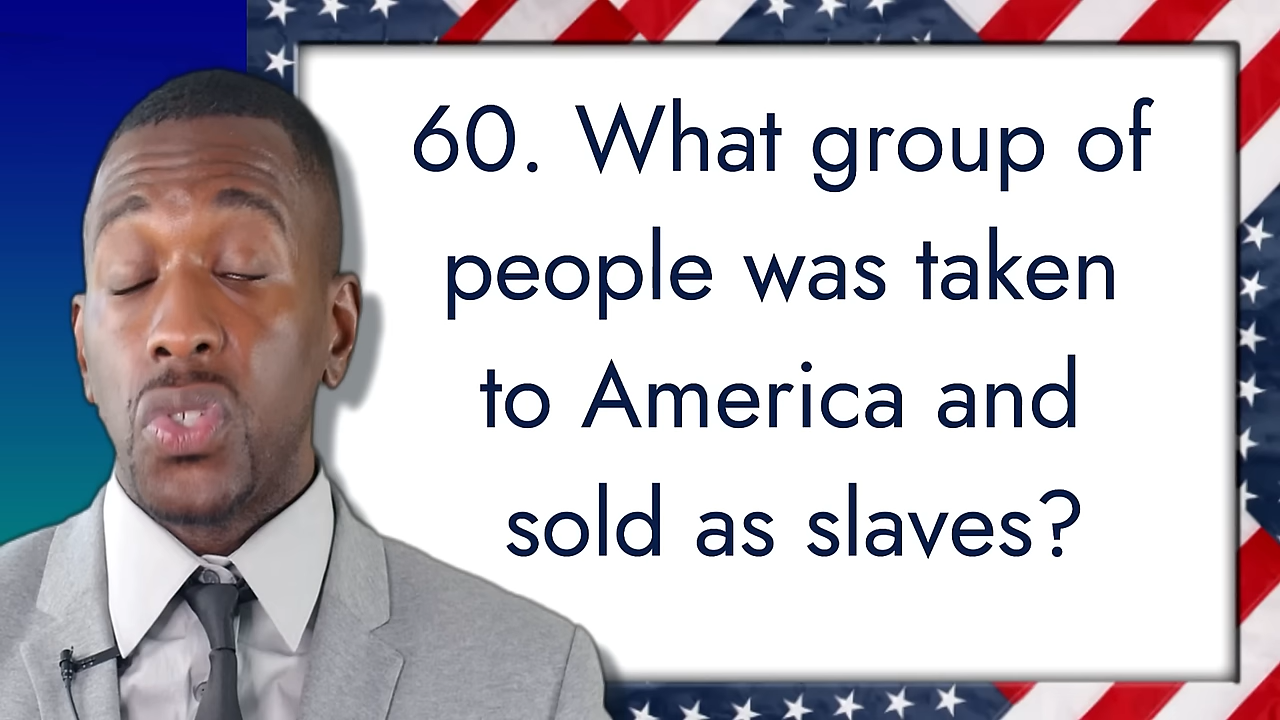 60. What group of
people was taken
to America and
sold as slaves?